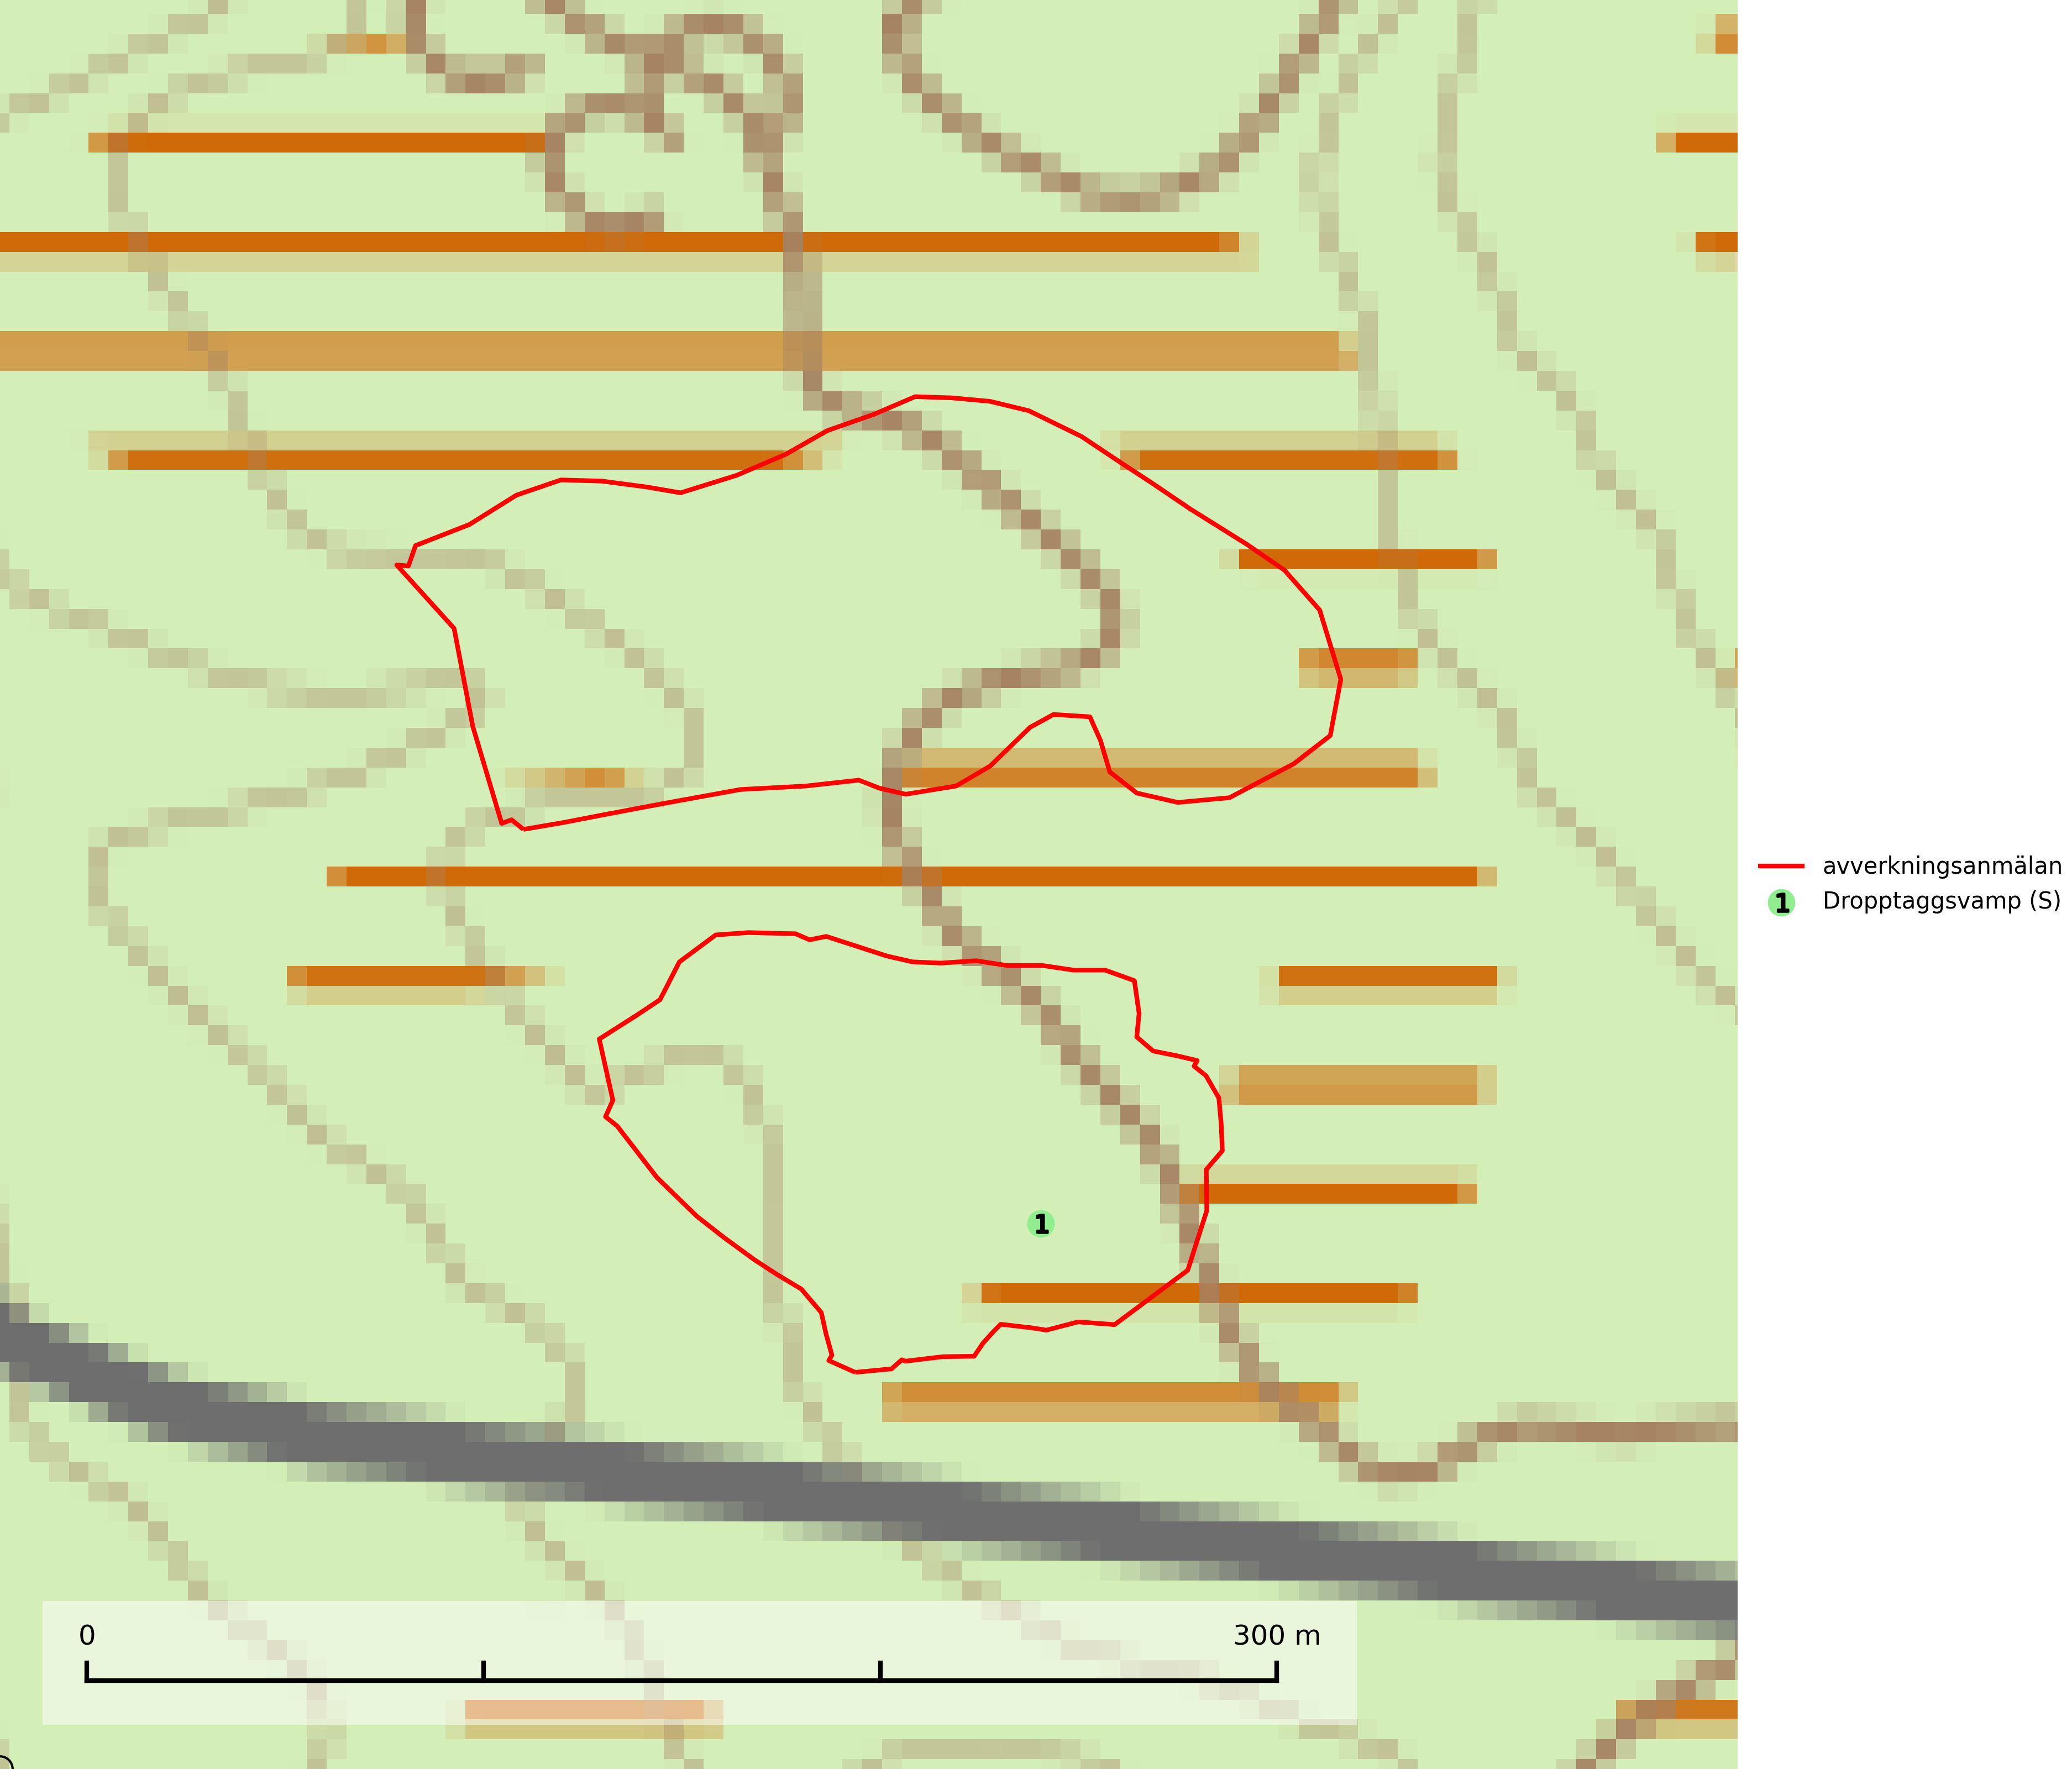 avverkningsanmälan
1 Dropptaggsvamp (S)
1
0 300 m